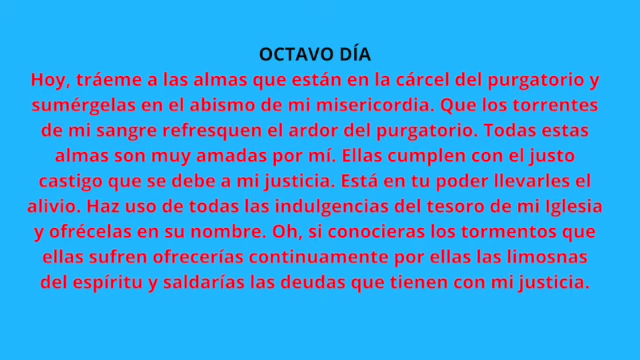 OCTAVO DÍA
Hoy, tráeme a las almas que están en la cárcel del purgatorio y
sumérgelas en el abismo de mi misericordia. Que los torrentes
de mi sangre refresquen el ardor del purgatorio. Todas estas
almas son muy amadas por mí. Ellas cumplen con el justo
castigo que se debe a mi justicia. Está en tu poder llevarles el
alivio. Haz uso de todas las indulgencias del tesoro de mi Iglesia
y ofrécelas en su nombre. Oh, si conocieras los tormentos que
ellas sufren ofrecerías continuamente por ellas las limosnas
del espíritu y saldarías las deudas que tienen con mi justicia.